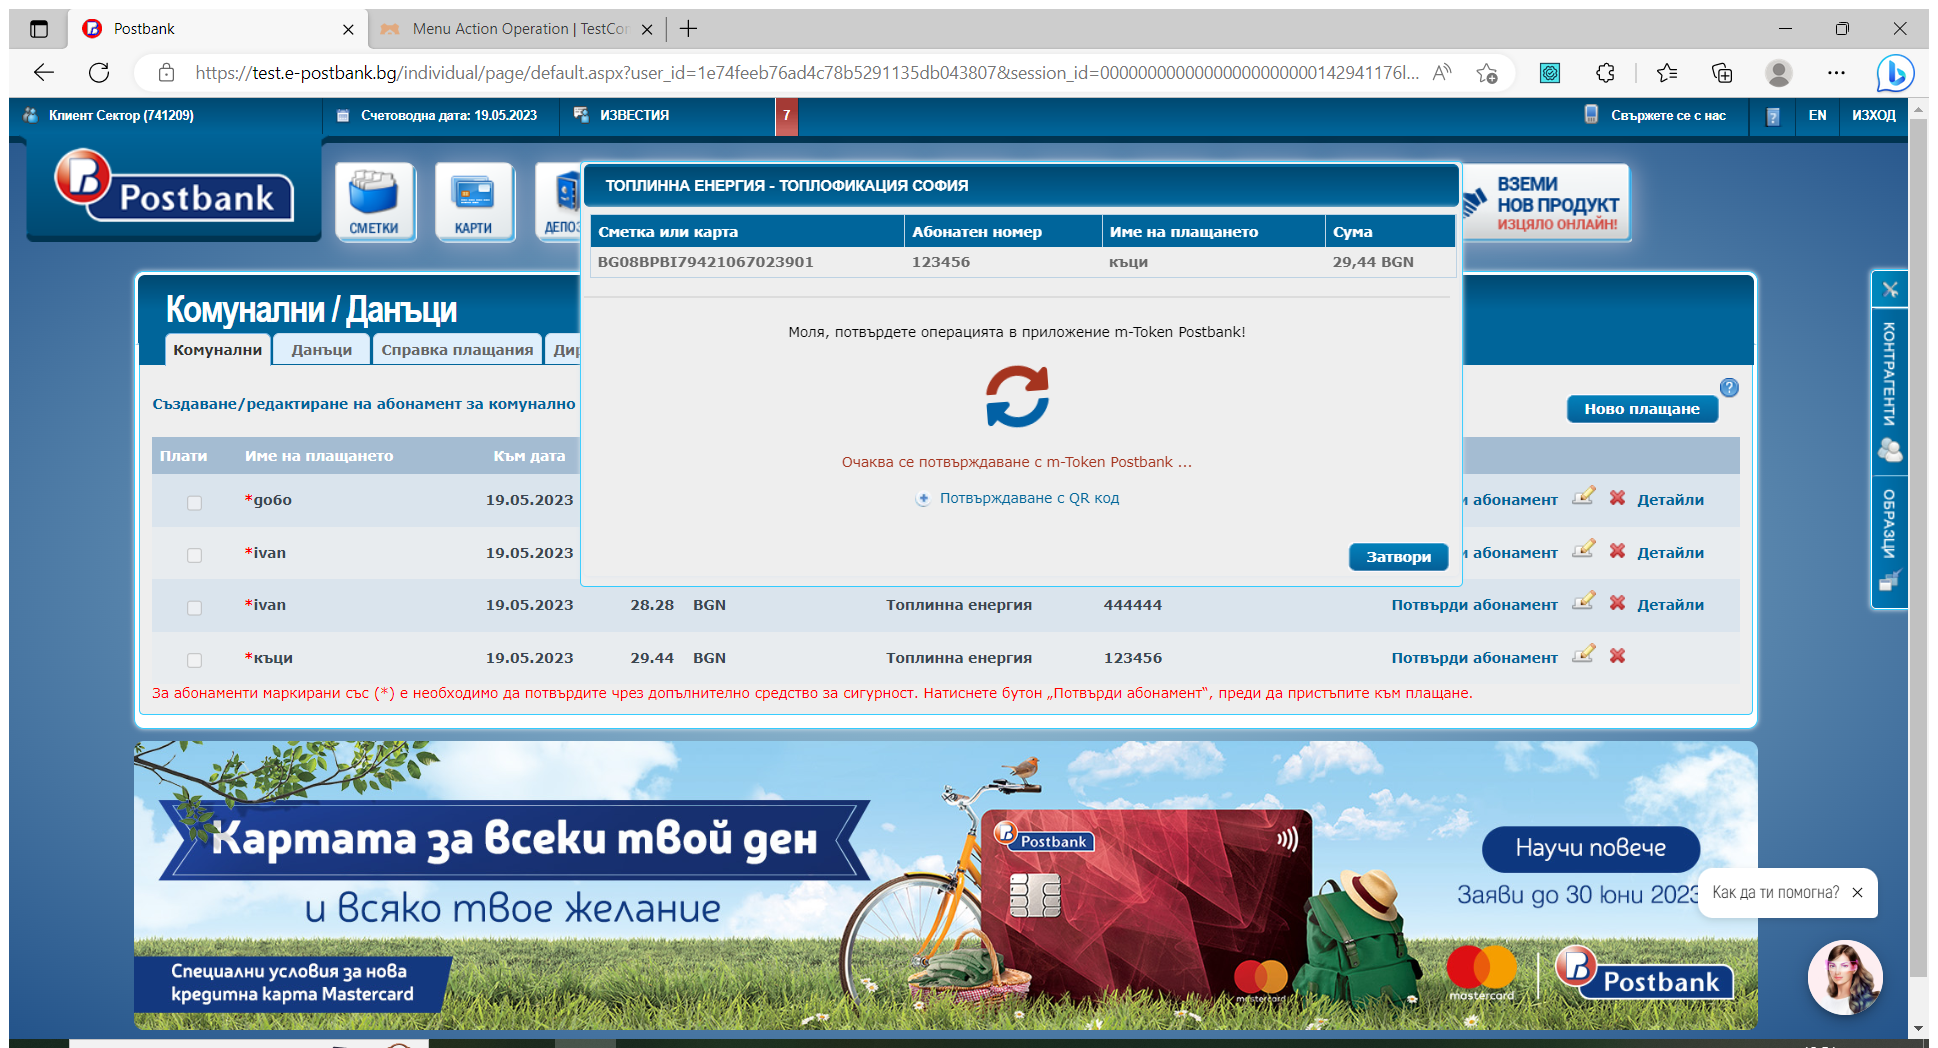 Postbank
Menu Action Operation | TestCor
https://test.e-postbank.bg/individual/page/default.aspx?user_id=1e74feeb76ad4c78b5291135db043807&session_id=
Клиент Сектор (741209)
Счетоводна дата: 19.05.2023
ИЗВЕСТИЯ
7
Свържете се с нас
?
EN
ИЗХОД
Postbank
СМЕТКИ
КАРТИ
ДЕПОЗ
ВЗЕМИ
НОВ ПРОДУКТ
ИЗЦЯЛО ОНЛАЙН!
ТОПЛИННА ЕНЕРГИЯ - ТОПЛОФИКАЦИЯ СОФИЯ
Сметка или карта Абонатен номер Име на плащането Сума
BG08BPBI79421067023901 123456 къци 29,44 BGN
Моля, потвърдете операцията в приложение m-Token Postbank!
Очаква се потвърждаване с m-Token Postbank ...
Потвърждаване с QR код
Затвори
Комунални / Данъци
Комунални Данъци Справка плащания Дир
Създаване/редактиране на абонамент за комунално
?
Ново плащане
Плати Име на плащането Към дата
*добо 19.05.2023 и абонамент Детайли
*ivan 19.05.2023 и абонамент Детайли
*ivan 19.05.2023 28.28 BGN Топлинна енергия 444444 Потвърди абонамент Детайли
*къци 19.05.2023 29.44 BGN Топлинна енергия 123456 Потвърди абонамент
За абонаменти маркирани със (*) е необходимо да потвърдите чрез допълнително средство за сигурност. Натиснете бутон „Потвърди абонамент“, преди да пристъпите към плащане.
КОНТРАГЕНТИ
ОБРАЗЦИ
Картата за всеки твой ден
и всяко твое желание
Специални условия за нова
кредитна карта Mastercard
Postbank
mastercard
Научи повече
Заяви до 30 юни 2023
mastercard
Postbank
Как да ти помогна?